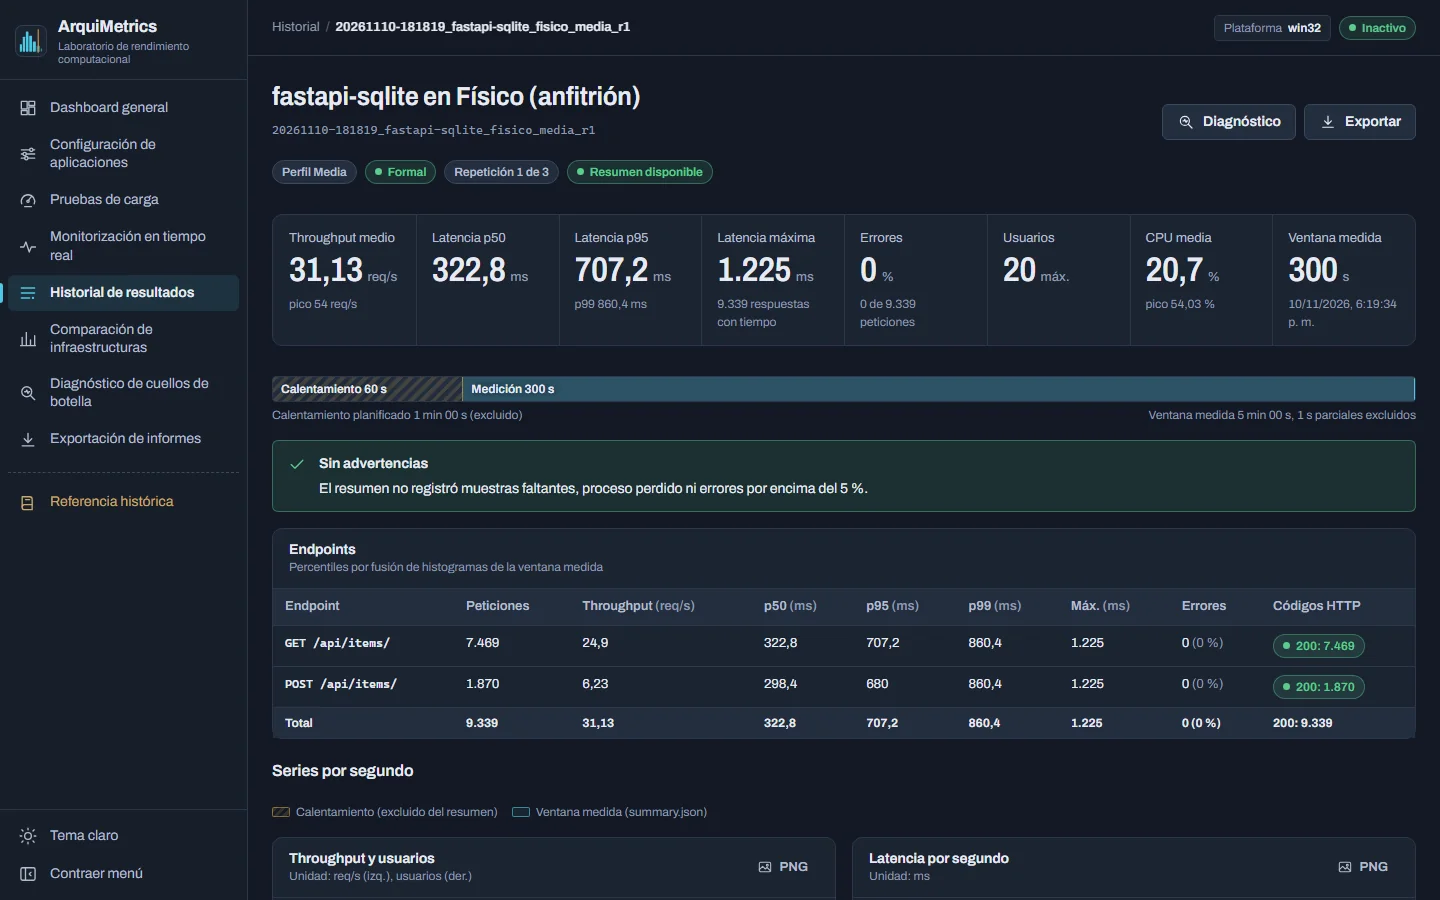 ArquiMetrics
Laboratorio de rendimiento
computacional
Dashboard general
Configuración de
aplicaciones
Pruebas de carga
Monitorización en tiempo
real
Historial de resultados
Comparación de
infraestructuras
Diagnóstico de cuellos de
botella
Exportación de informes
Referencia histórica
Tema claro
Contraer menú
Historial / 20261110-181819_fastapi-sqlite_fisico_media_r1
Plataforma win32
Inactivo
fastapi-sqlite en Físico (anfitrión)
20261110-181819_fastapi-sqlite_fisico_media_r1
Diagnóstico
Exportar
Perfil Media
Formal
Repetición 1 de 3
Resumen disponible
Throughput medio
31,13 req/s
pico 54 req/s
Latencia p50
322,8 ms
Latencia p95
707,2 ms
p99 860,4 ms
Latencia máxima
1.225 ms
9.339 respuestas
con tiempo
Errores
0 %
0 de 9.339
peticiones
Usuarios
20 máx.
CPU media
20,7 %
pico 54,03 %
Ventana medida
300 s
10/11/2026, 6:19:34
p. m.
Calentamiento 60 s
Medición 300 s
Calentamiento planificado 1 min 00 s (excluido)
Ventana medida 5 min 00 s, 1 s parciales excluidos
Sin advertencias
El resumen no registró muestras faltantes, proceso perdido ni errores por encima del 5 %.
Endpoints
Percentiles por fusión de histogramas de la ventana medida
Endpoint Peticiones Throughput (req/s) p50 (ms) p95 (ms) p99 (ms) Máx. (ms) Errores Códigos HTTP
GET /api/items/ 7.469 24,9 322,8 707,2 860,4 1.225 0 (0 %) 200: 7.469
POST /api/items/ 1.870 6,23 298,4 680 860,4 1.225 0 (0 %) 200: 1.870
Total 9.339 31,13 322,8 707,2 860,4 1.225 0 (0 %) 200: 9.339
Series por segundo
Calentamiento (excluido del resumen)
Ventana medida (summary.json)
Throughput y usuarios
Unidad: req/s (izq.), usuarios (der.)
PNG
Latencia por segundo
Unidad: ms
PNG